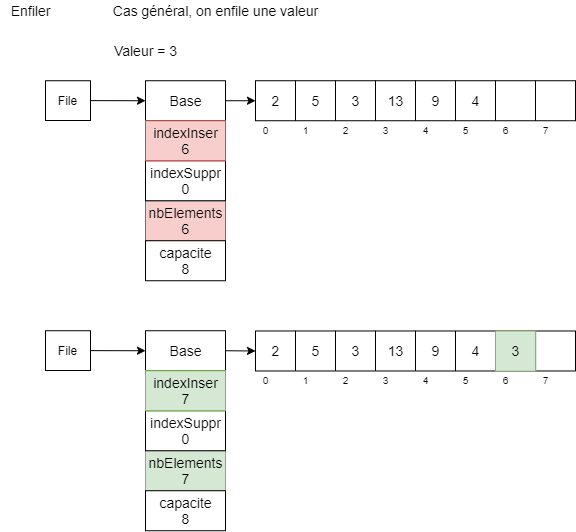 Enfiler Cas général, on enfile une valeur
Valeur = 3
File Base 2 5 3 13 9 4
0 1 2 3 4 5 6 7
indexInser
6
indexSuppr
0
nbElements
6
capacite
8
File Base 2 5 3 13 9 4 3
0 1 2 3 4 5 6 7
indexInser
7
indexSuppr
0
nbElements
7
capacite
8